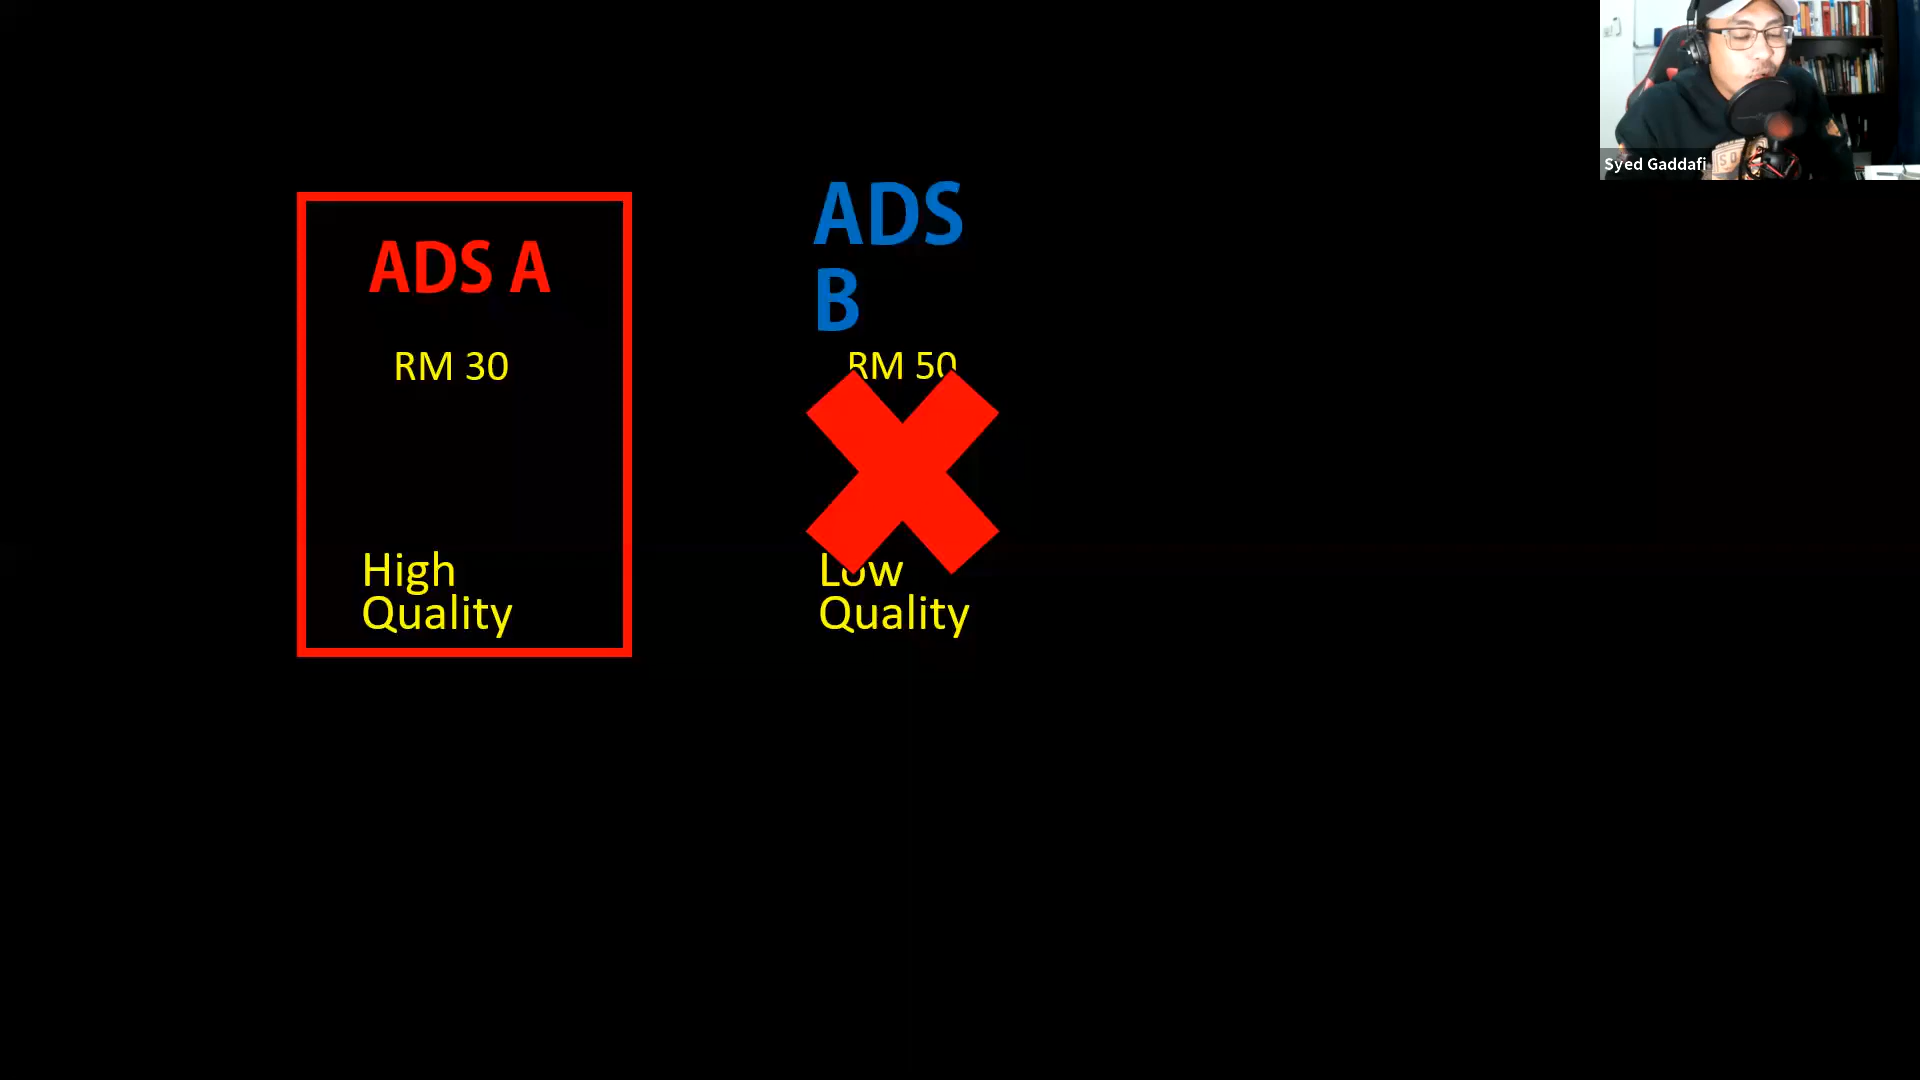 Syed Gaddafi
ADS A
RM 30
High
Quality
ADS
B
RM 50
Low
Quality